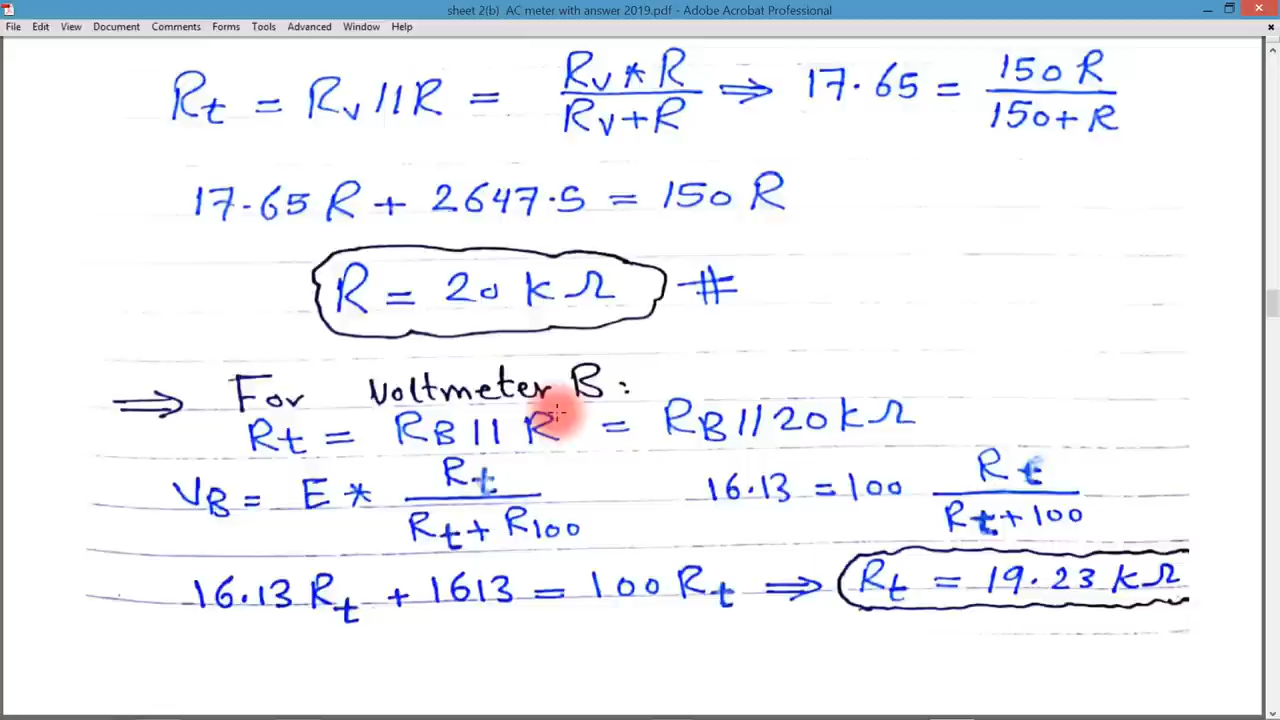 sheet 2(b) AC meter with answer 2019.pdf - Adobe Acrobat Professional
File Edit View Document Comments Forms Tools Advanced Window Help
Rt = Rv // R = Rv * R / Rv + R ⇒ 17.65 = 150 R / 150 + R
17.65 R + 2647.5 = 150 R
R = 20 k Ω #
⇒ For Voltmeter B :
Rt = RB // R = RB // 20 k Ω
VB = E * Rt / Rt + R100 16.13 = 100 Rt / Rt + 100
16.13 Rt + 1613 = 100 Rt ⇒ Rt = 19.23 k Ω